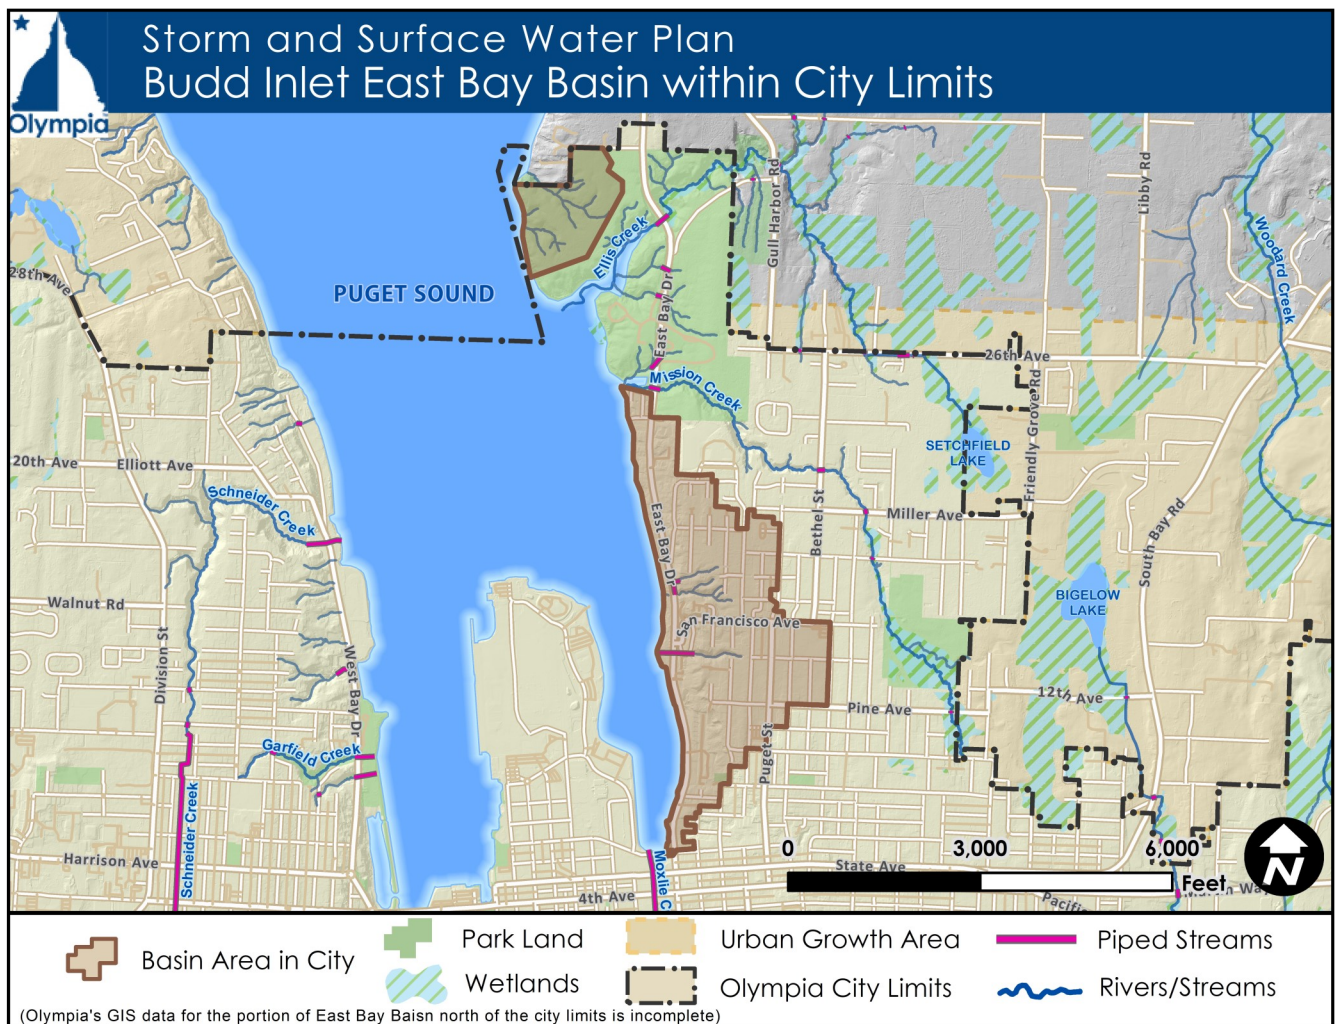 Storm and Surface Water Plan
Budd Inlet East Bay Basin within City Limits
Olympia
Gull Harbor Rd
Libby Rd
Woodard Creek
Ellis Creek
28th Ave
PUGET SOUND
East Bay Dr
26th Ave
Mission Creek
Friendly Grove Rd
SETCHFIELD
LAKE
20th Ave
Elliott Ave
Schneider Creek
East Bay Dr
Bethel St
Miller Ave
South Bay Rd
BIGELOW
LAKE
Walnut Rd
San Francisco Ave
Division St
West Bay Dr
12th Ave
Pine Ave
Garfield Creek
Puget St
Schneider Creek
Harrison Ave
Moxlie C
State Ave
4th Ave
Pacific
0
3,000
6,000
Feet
N
Basin Area in City
Park Land
Wetlands
Urban Growth Area
Olympia City Limits
Piped Streams
Rivers/Streams
(Olympia's GIS data for the portion of East Bay Baisn north of the city limits is incomplete)